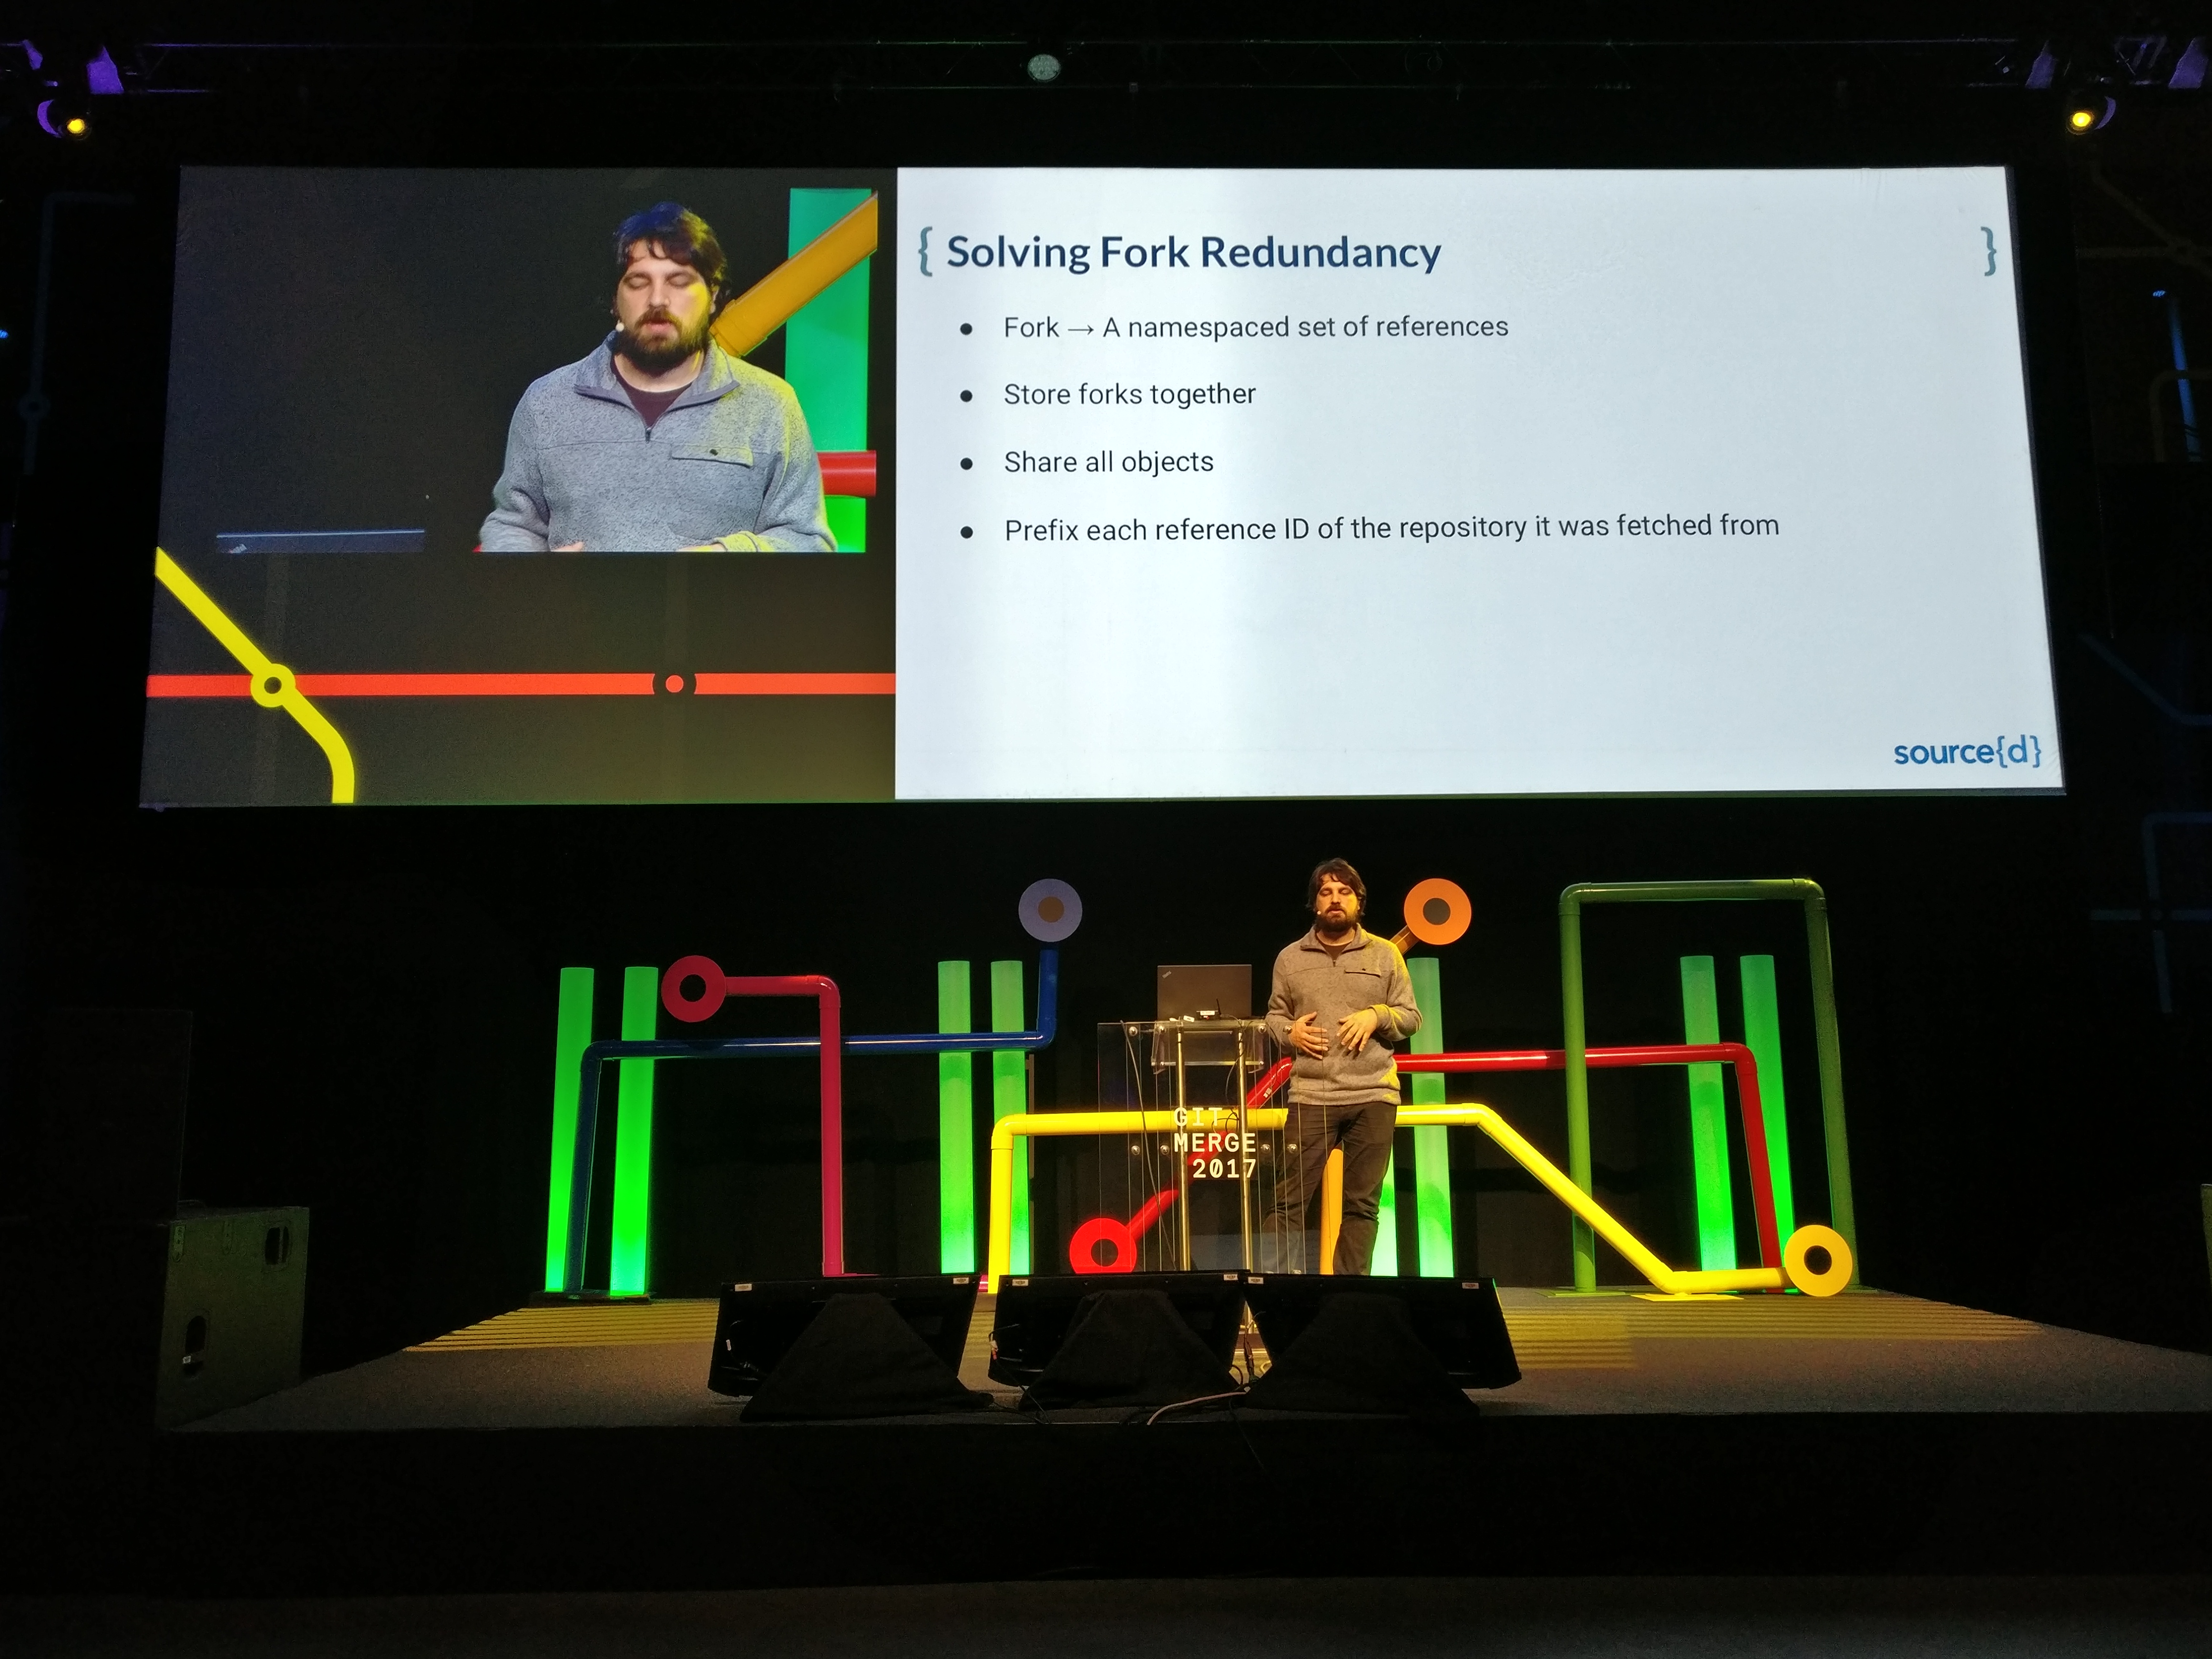 { Solving Fork Redundancy }
● Fork → A namespaced set of references
● Store forks together
● Share all objects
● Prefix each reference ID of the repository it was fetched from
source{d}
GIT
MERGE
2017